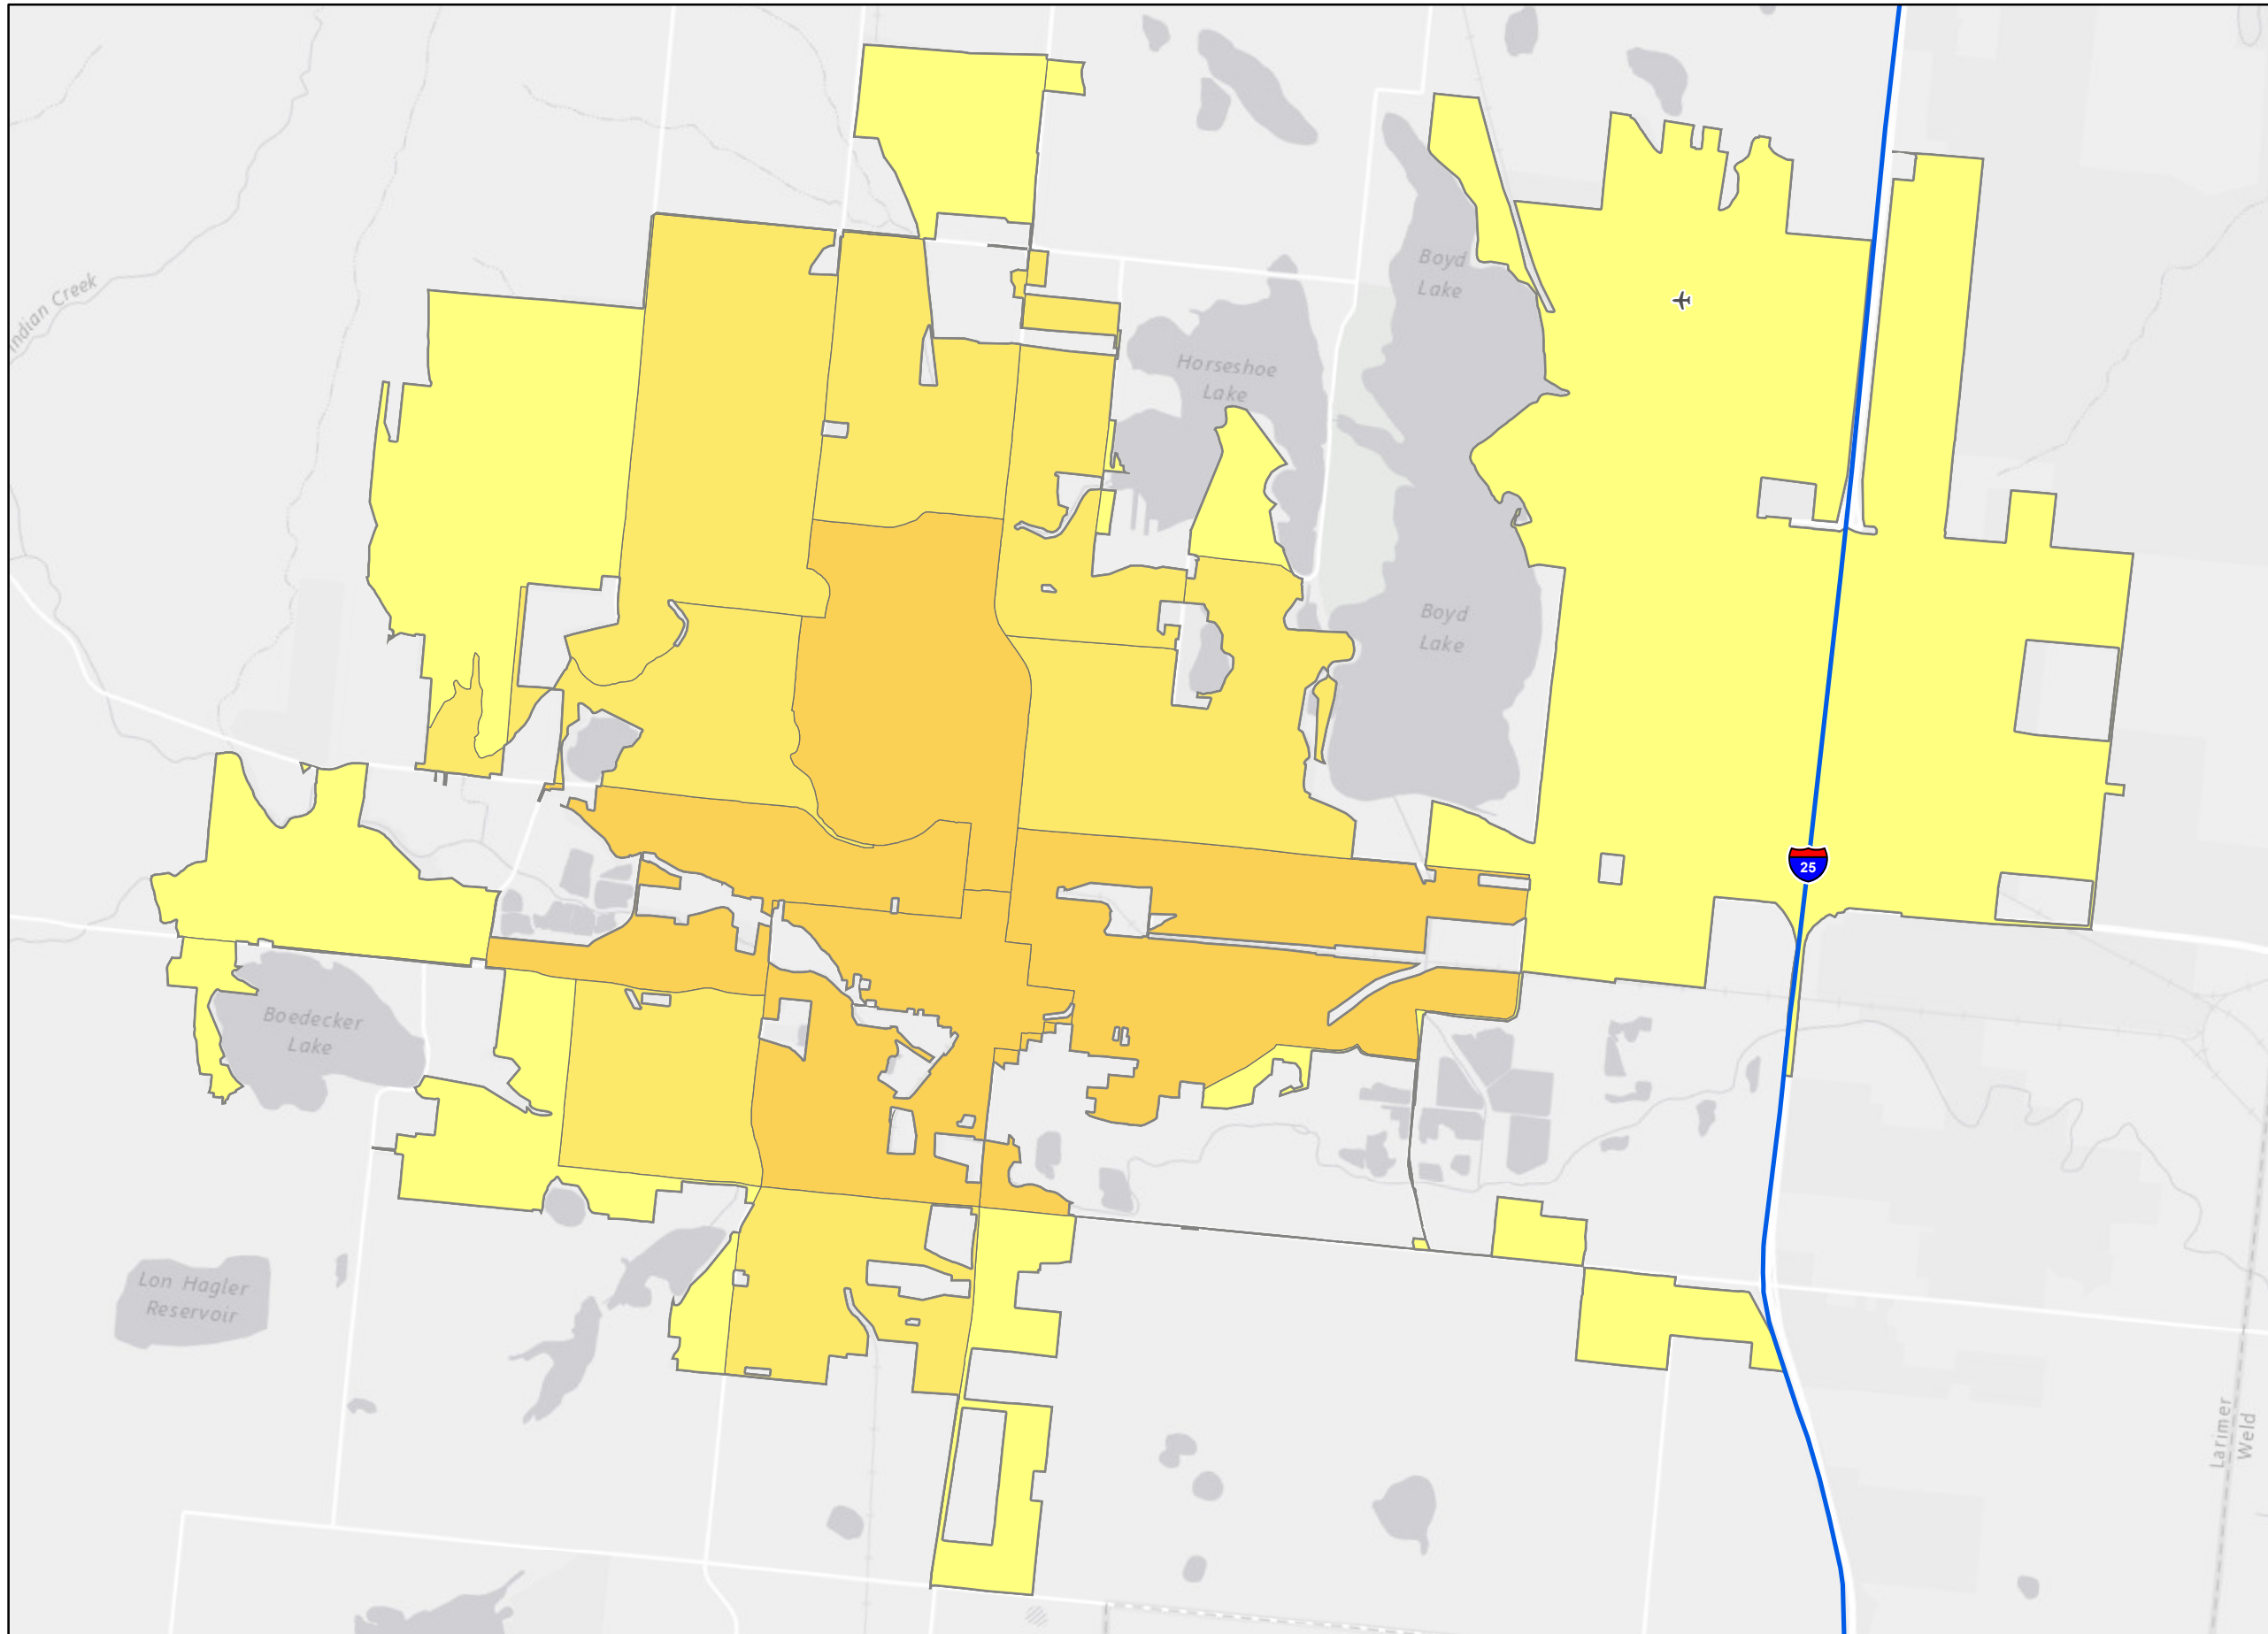 Boyd
Lake
Indian Creek
Horseshoe
Lake
Boyd
Lake
25
Boedecker
Lake
Lon Hagler
Reservoir
Larimer
Weld